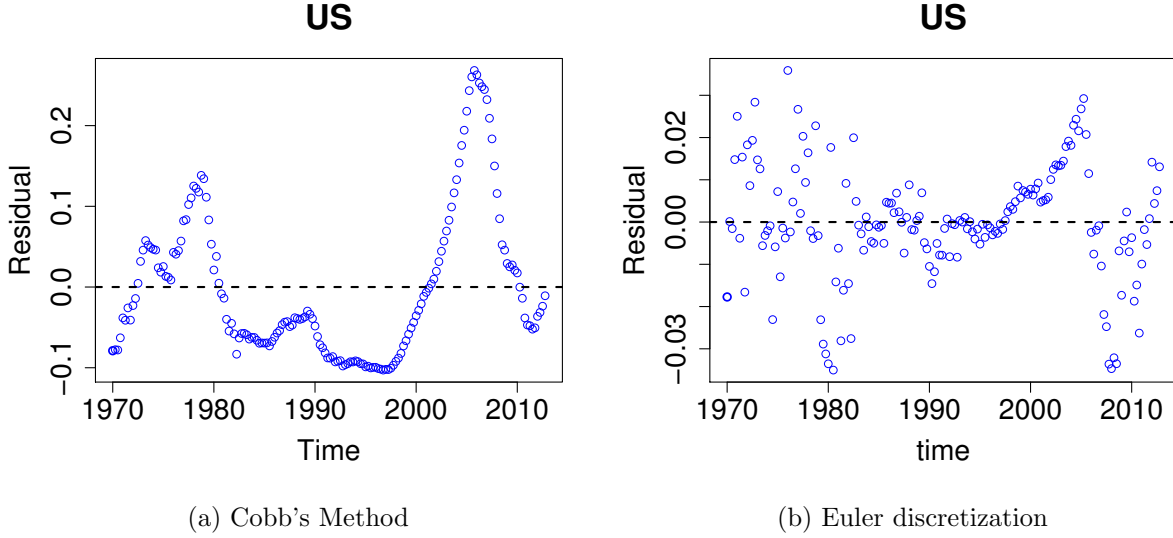 US
Residual
0.2
0.1
0.0
−0.1
1970 1980 1990 2000 2010
Time
(a) Cobb's Method
US
Residual
0.02
0.00
−0.03
1970 1980 1990 2000 2010
time
(b) Euler discretization